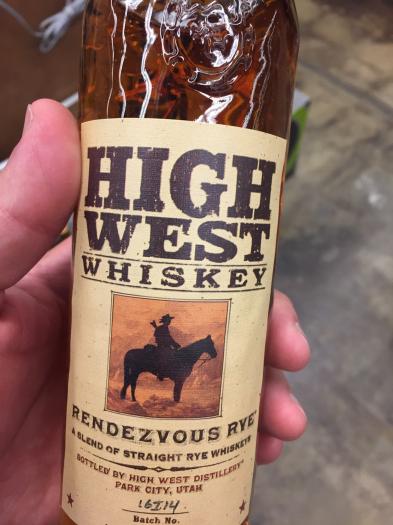 HIGH
WEST
WHISKEY
RENDEZVOUS RYE
A BLEND OF STRAIGHT RYE WHISKEYS
BOTTLED BY HIGH WEST DISTILLERY
PARK CITY, UTAH
16I14
Batch No.